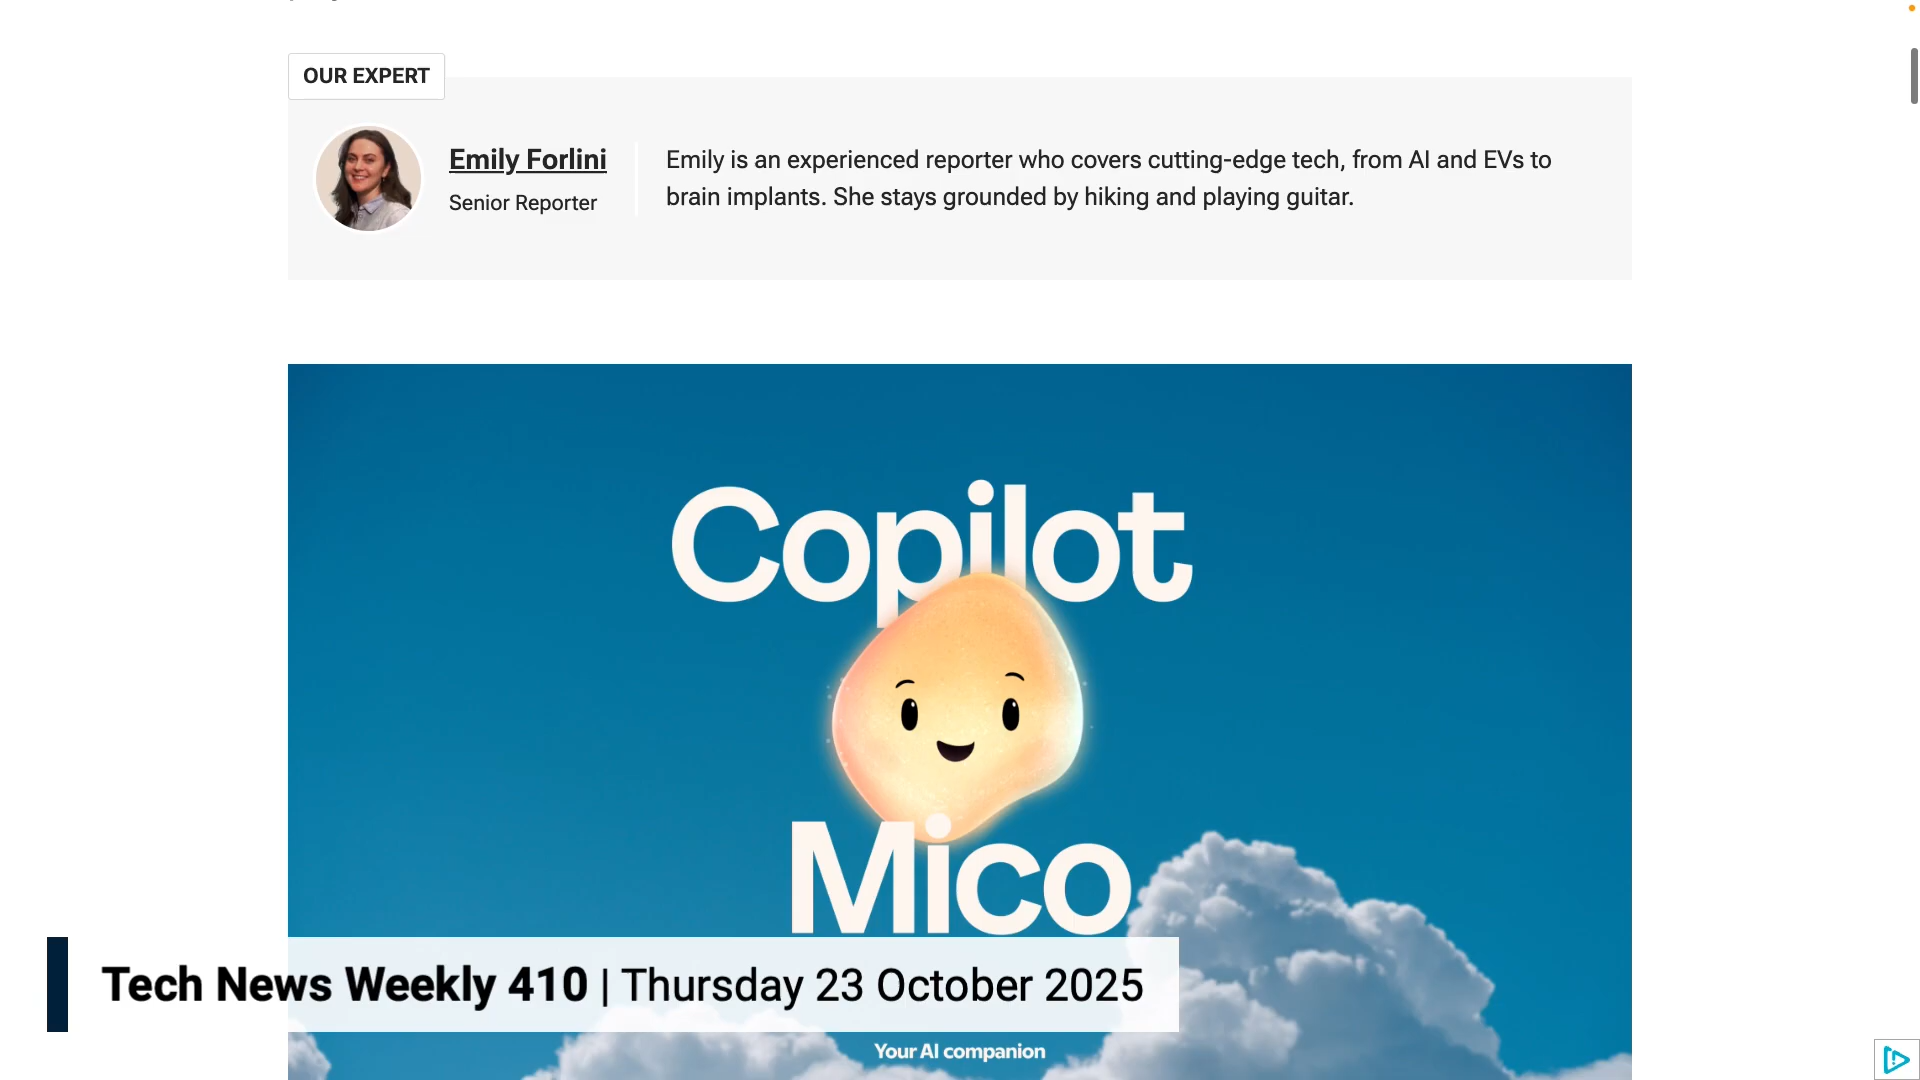 OUR EXPERT
Emily Forlini
Senior Reporter
Emily is an experienced reporter who covers cutting-edge tech, from AI and EVs to
brain implants. She stays grounded by hiking and playing guitar.
Copilot
Mico
Tech News Weekly 410 | Thursday 23 October 2025
Your AI companion